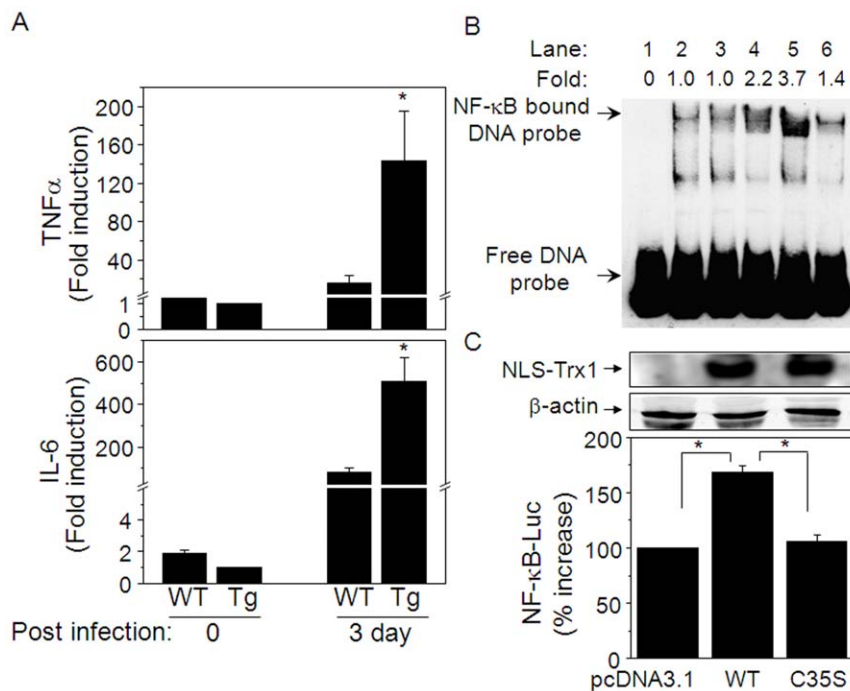 A
TNFα
(Fold induction)
200
160
120
80
40
1
0
*
IL-6
(Fold induction)
600
400
200
4
2
0
*
WT Tg WT Tg
Post infection: 0 3 day
B
Lane: 1 2 3 4 5 6
Fold: 0 1.0 1.0 2.2 3.7 1.4
NF-κB bound
DNA probe
Free DNA
probe
C
NLS-Trx1
β-actin
NF-κB-Luc
(% increase)
200
150
100
50
0
* *
pcDNA3.1 WT C35S